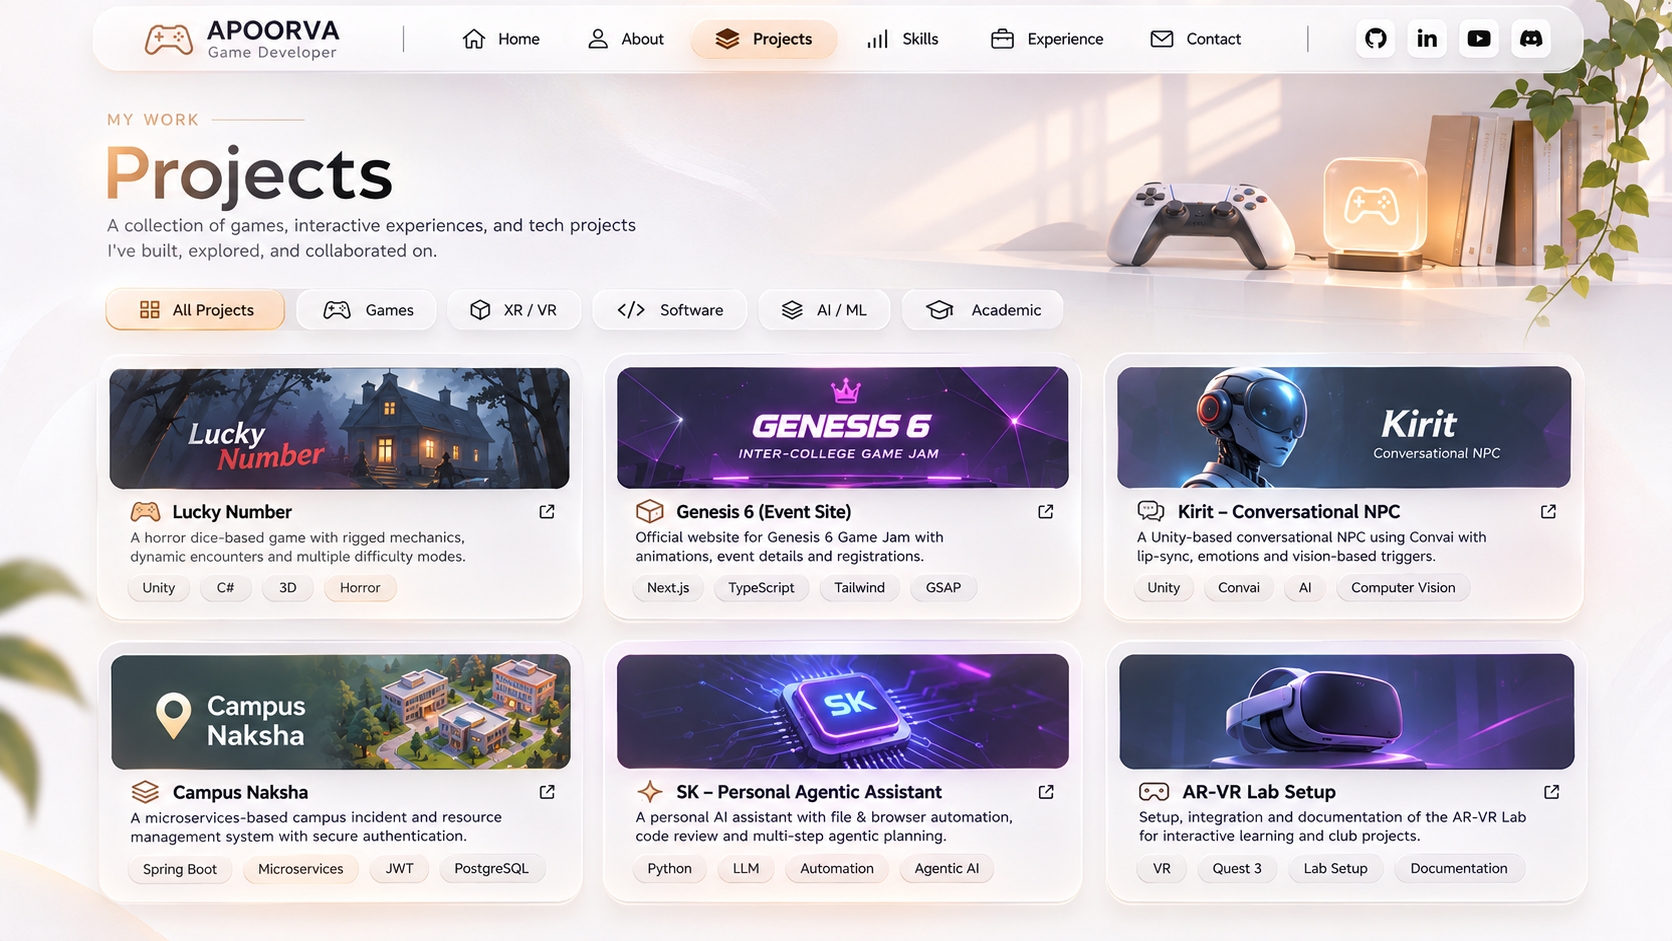 APOORVA
Game Developer
Home
About
Projects
Skills
Experience
Contact
in
MY WORK
Projects
A collection of games, interactive experiences, and tech projects
I've built, explored, and collaborated on.
All Projects
Games
XR / VR
</> Software
AI / ML
Academic
Lucky
Number
GENESIS 6
INTER-COLLEGE GAME JAM
Kirit
Conversational NPC
Lucky Number
A horror dice-based game with rigged mechanics,
dynamic encounters and multiple difficulty modes.
Unity
C#
3D
Horror
Genesis 6 (Event Site)
Official website for Genesis 6 Game Jam with
animations, event details and registrations.
Next.js
TypeScript
Tailwind
GSAP
Kirit – Conversational NPC
A Unity-based conversational NPC using Convai with
lip-sync, emotions and vision-based triggers.
Unity
Convai
AI
Computer Vision
Campus
Naksha
SK
Campus Naksha
A microservices-based campus incident and resource
management system with secure authentication.
Spring Boot
Microservices
JWT
PostgreSQL
SK – Personal Agentic Assistant
A personal AI assistant with file & browser automation,
code review and multi-step agentic planning.
Python
LLM
Automation
Agentic AI
AR-VR Lab Setup
Setup, integration and documentation of the AR-VR Lab
for interactive learning and club projects.
VR
Quest 3
Lab Setup
Documentation